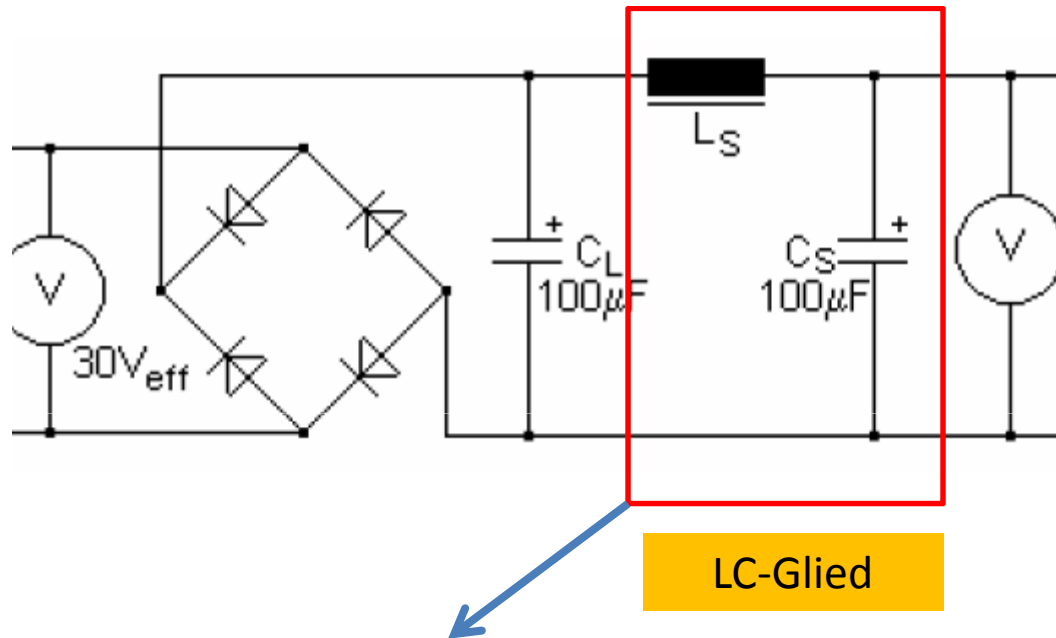 L_S
V
30V_eff
+
C_L
100µF
+
C_S
100µF
V
LC-Glied